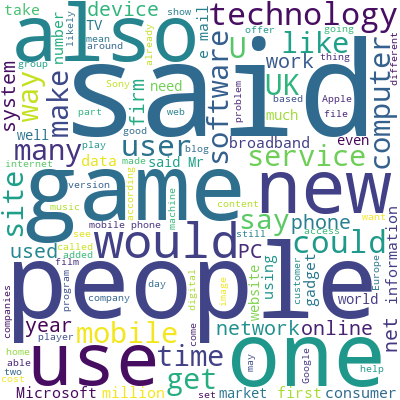 take
device
technology
also
TV
e mail
U
like
show
already
likely
mean
around
number
group
offer
going
thing
different
said
system
way
make
firm
need
software
work
UK
computer
Sony
part
problem
based
Apple
file
many
well
user
good
web
blog
broadband
much
even
internet
play
data
made
said Mr
service
version
according
site
game
new
music
machine
content
want
mobile phone
say
phone
could
used
see
called
film
added
would
still
PC
access
using
gadget
website
customer
Europe
net
information
people
companies
year
program
company
day
digital
image
world
mobile
player
network
online
home
able
two
cost
use
time
come
get
one
may
Google
help
Microsoft
million
set
market
first
consumer